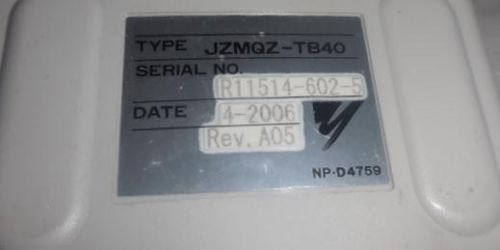 TYPE JZMQZ-TB40
SERIAL NO.
R11514-602-5
DATE 4-2006
Rev. A05
NP-D4759